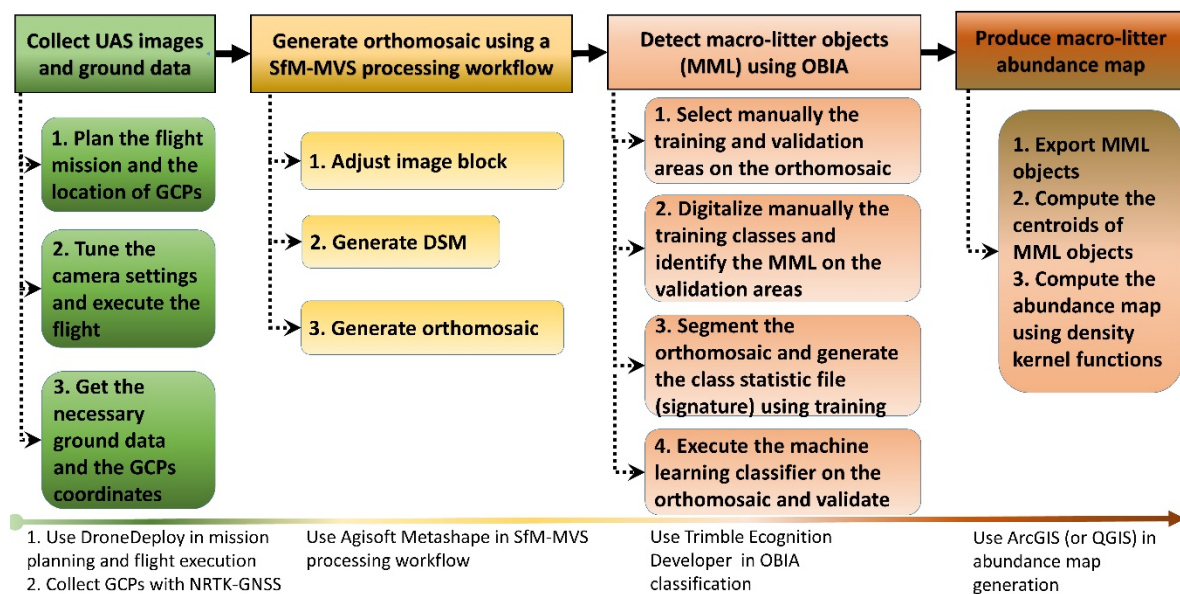 Collect UAS images
and ground data
1. Plan the flight
mission and the
location of GCPs
2. Tune the
camera settings
and execute the
flight
3. Get the
necessary
ground data
and the GCPs
coordinates
1. Use DroneDeploy in mission
planning and flight execution
2. Collect GCPs with NRTK-GNSS
Generate orthomosaic using a
SfM-MVS processing workflow
1. Adjust image block
2. Generate DSM
3. Generate orthomosaic
Use Agisoft Metashape in SfM-MVS
processing workflow
Detect macro-litter objects
(MML) using OBIA
1. Select manually the
training and validation
areas on the orthomosaic
2. Digitalize manually the
training classes and
identify the MML on the
validation areas
3. Segment the
orthomosaic and generate
the class statistic file
(signature) using training
4. Execute the machine
learning classifier on the
orthomosaic and validate
Use Trimble Ecognition
Developer in OBIA
classification
Produce macro-litter
abundance map
1. Export MML
objects
2. Compute the
centroids of
MML objects
3. Compute the
abundance map
using density
kernel functions
Use ArcGIS (or QGIS) in
abundance map
generation